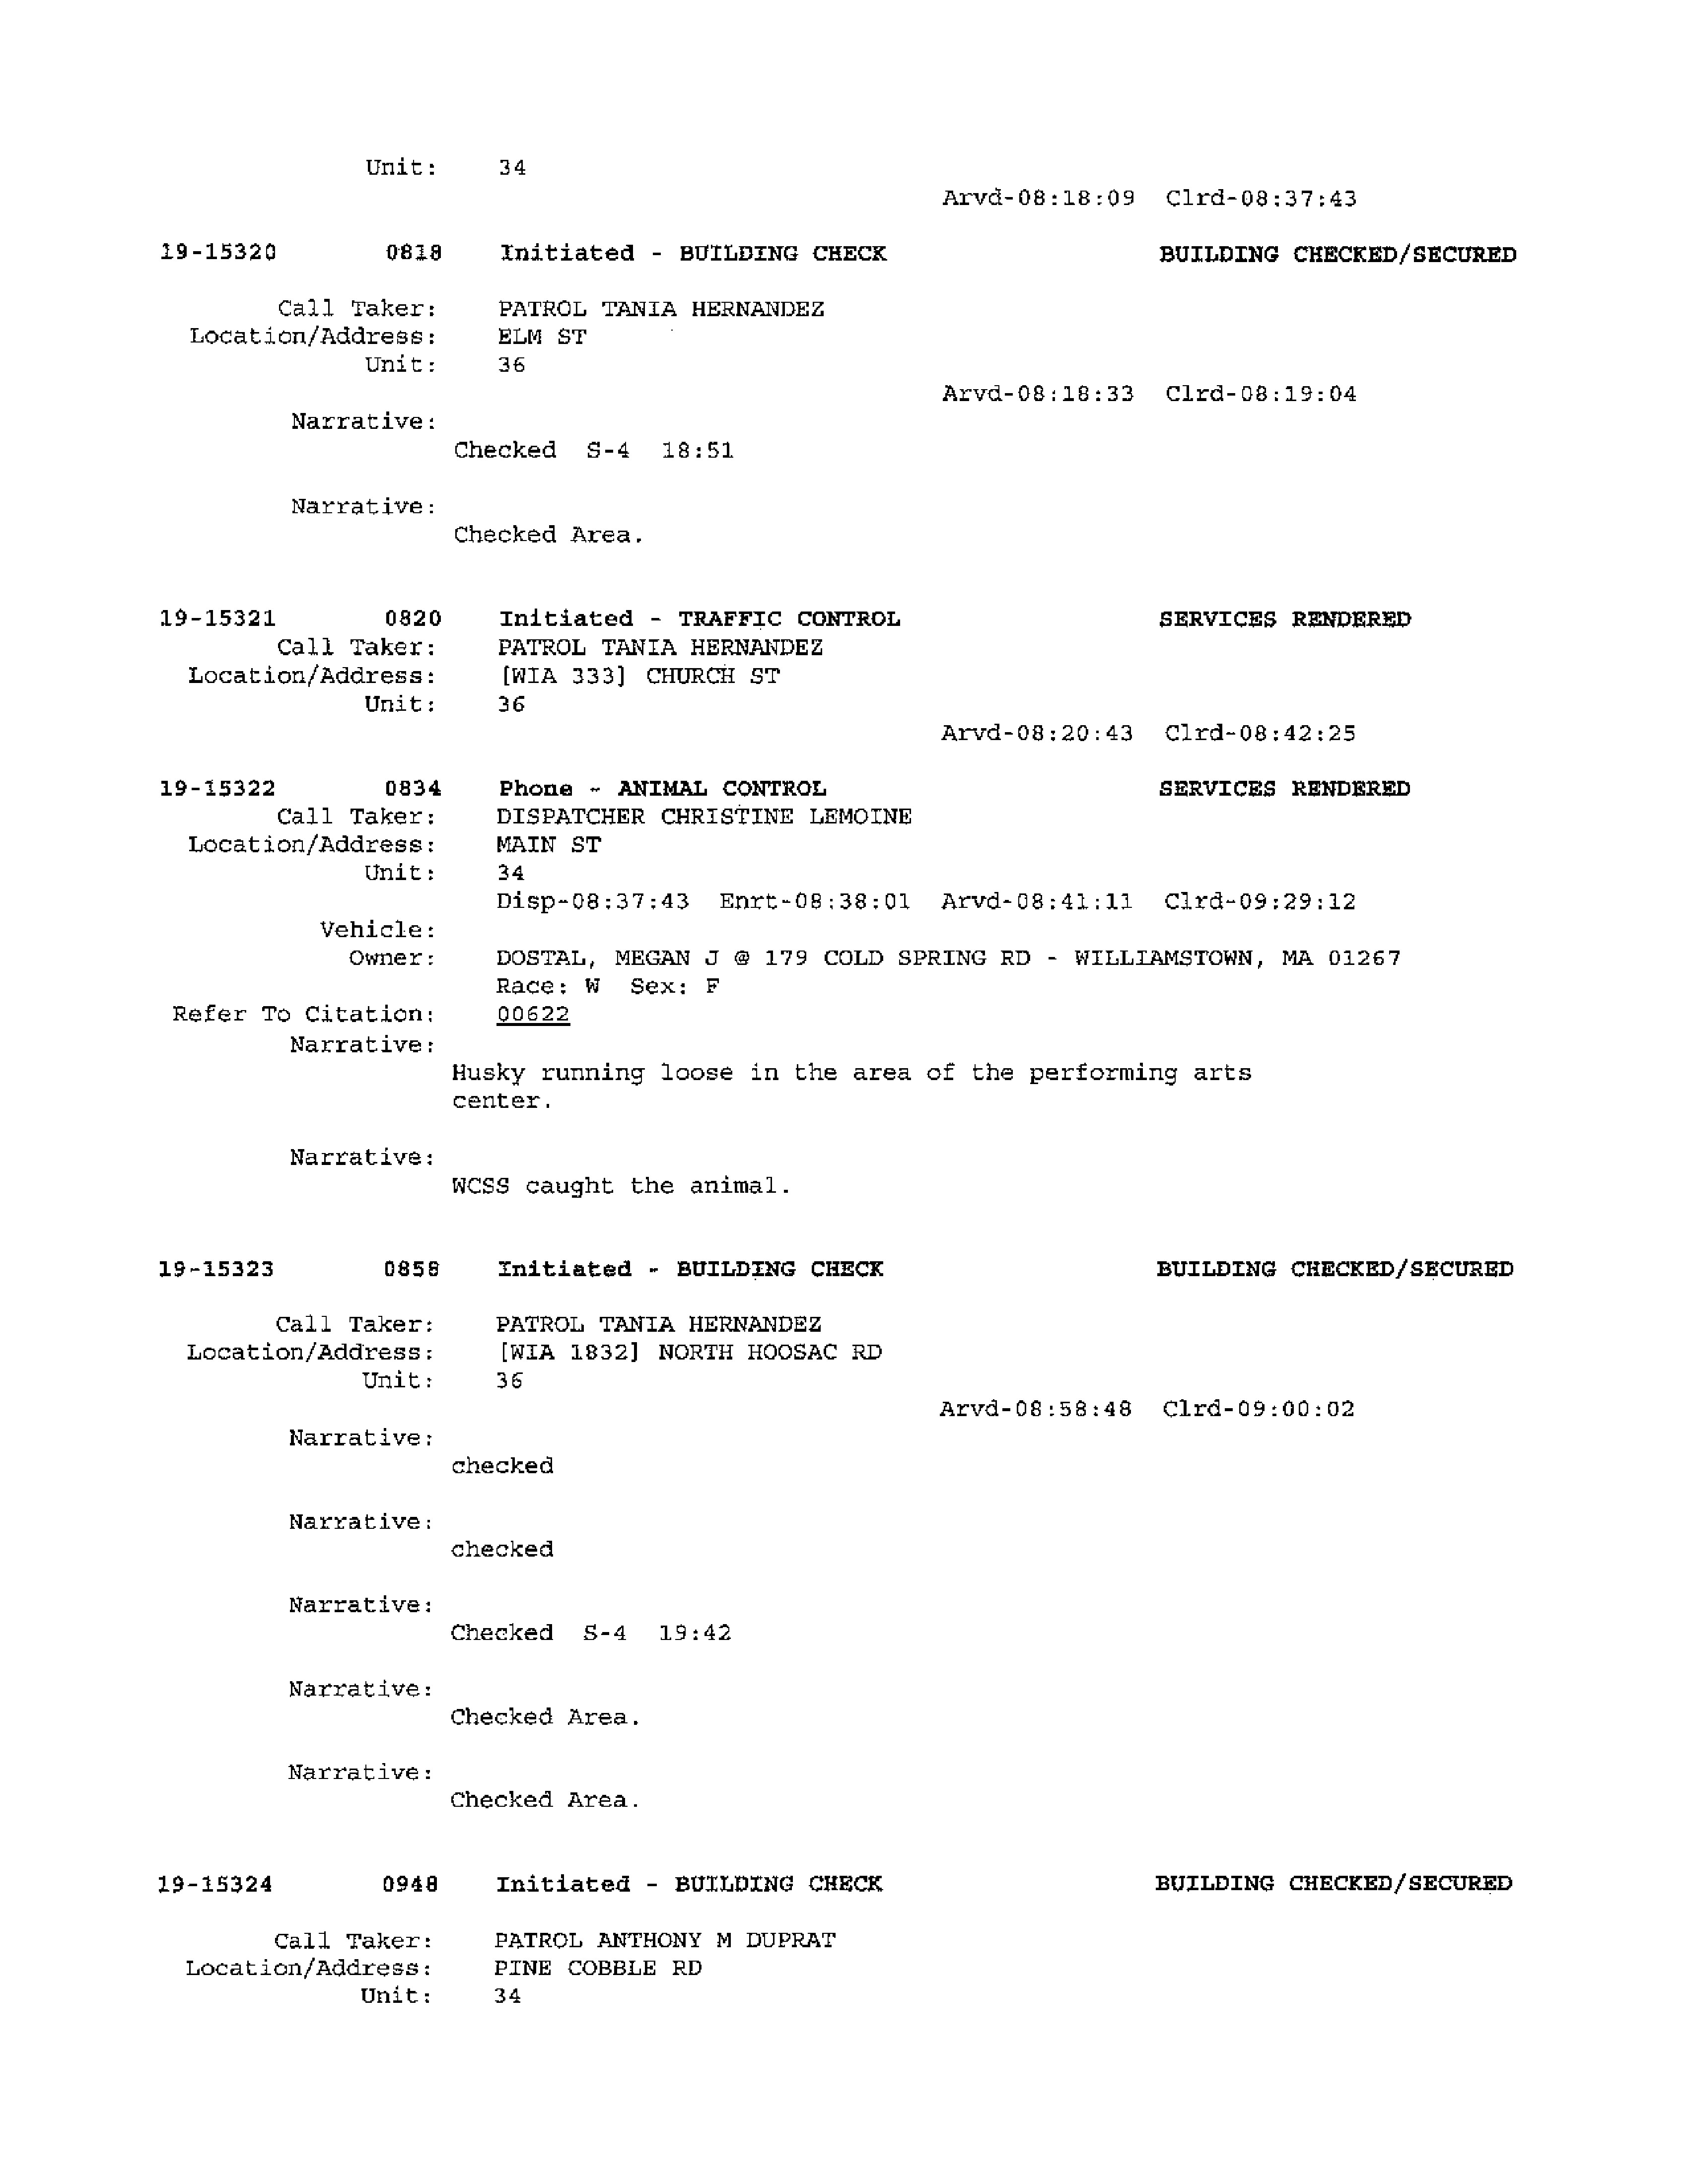 Unit: 34
Arvd-08:18:09 Clrd-08:37:43
19-15320 0818 Initiated - BUILDING CHECK BUILDING CHECKED/SECURED
Call Taker: PATROL TANIA HERNANDEZ
Location/Address: ELM ST
Unit: 36
Arvd-08:18:33 Clrd-08:19:04
Narrative:
Checked S-4 18:51
Narrative:
Checked Area.
19-15321 0820 Initiated - TRAFFIC CONTROL SERVICES RENDERED
Call Taker: PATROL TANIA HERNANDEZ
Location/Address: [WIA 333] CHURCH ST
Unit: 36
Arvd-08:20:43 Clrd-08:42:25
19-15322 0834 Phone - ANIMAL CONTROL SERVICES RENDERED
Call Taker: DISPATCHER CHRISTINE LEMOINE
Location/Address: MAIN ST
Unit: 34
Disp-08:37:43 Enrt-08:38:01 Arvd-08:41:11 Clrd-09:29:12
Vehicle:
Owner: DOSTAL, MEGAN J @ 179 COLD SPRING RD - WILLIAMSTOWN, MA 01267
Race: W Sex: F
Refer To Citation: 00622
Narrative:
Husky running loose in the area of the performing arts
center.
Narrative:
WCSS caught the animal.
19-15323 0858 Initiated - BUILDING CHECK BUILDING CHECKED/SECURED
Call Taker: PATROL TANIA HERNANDEZ
Location/Address: [WIA 1832] NORTH HOOSAC RD
Unit: 36
Arvd-08:58:48 Clrd-09:00:02
Narrative:
checked
Narrative:
checked
Narrative:
Checked S-4 19:42
Narrative:
Checked Area.
Narrative:
Checked Area.
19-15324 0948 Initiated - BUILDING CHECK BUILDING CHECKED/SECURED
Call Taker: PATROL ANTHONY M DUPRAT
Location/Address: PINE COBBLE RD
Unit: 34